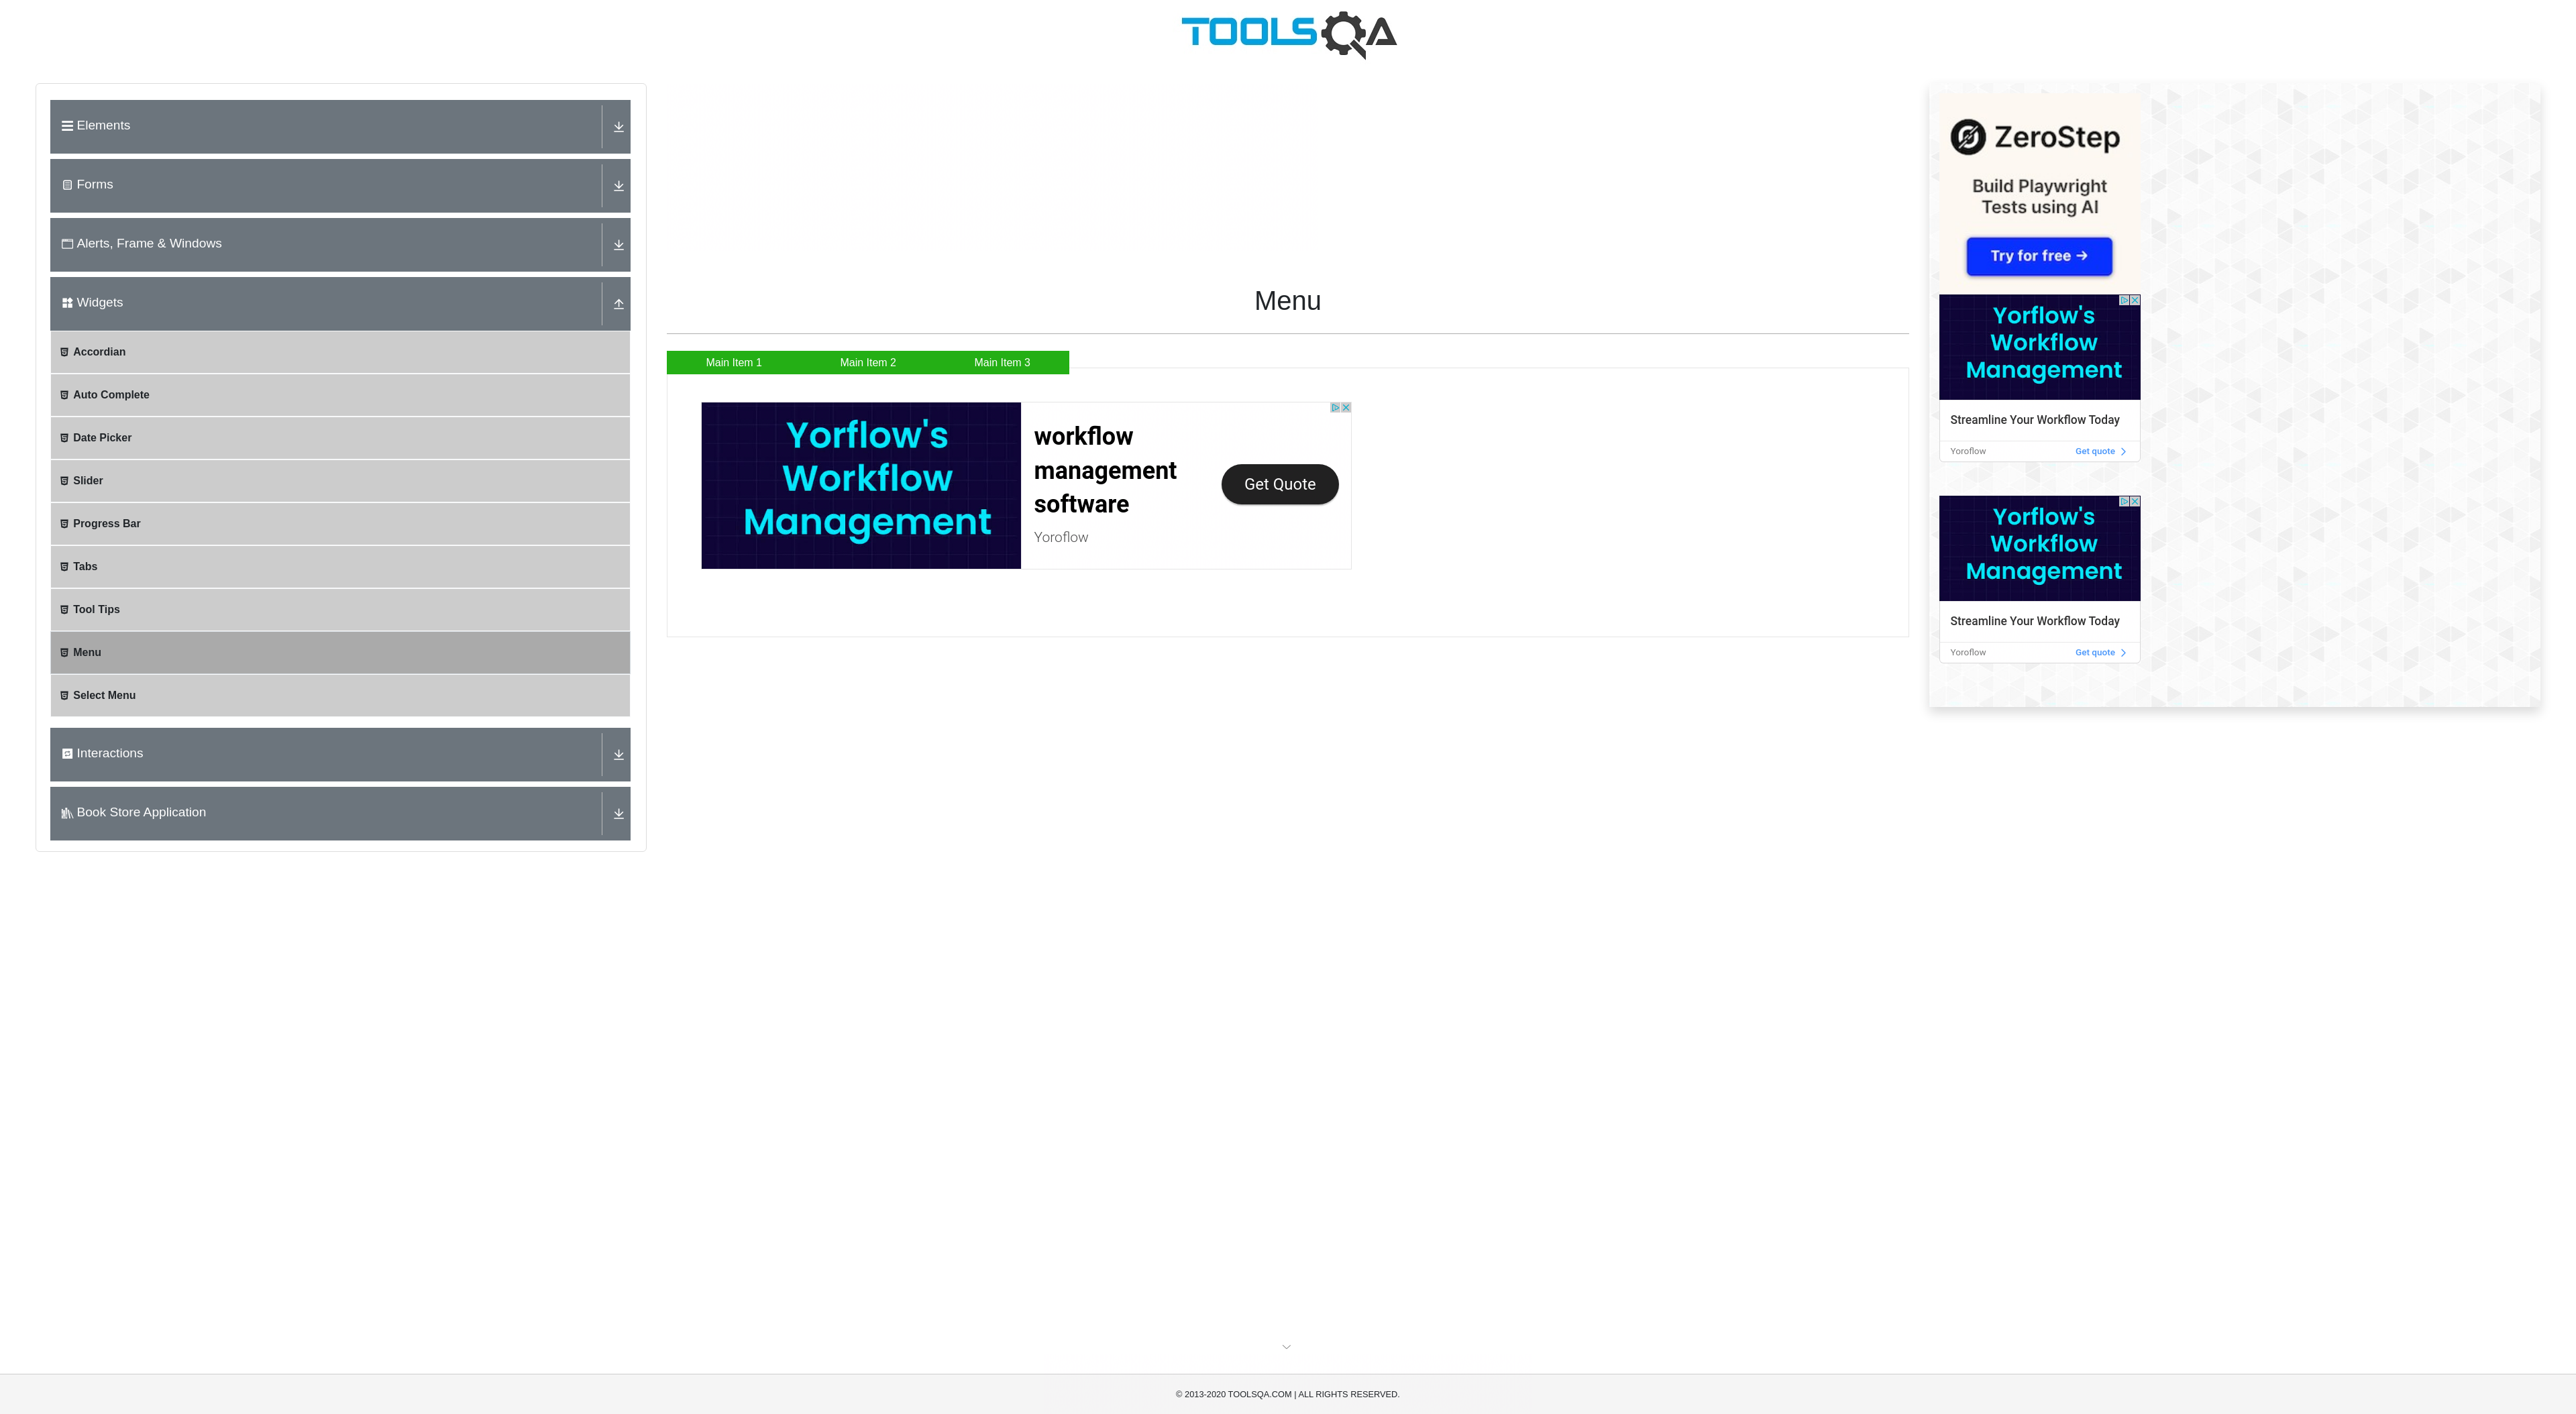 TOOLSQA
Elements
Forms
Alerts, Frame & Windows
Widgets
Accordian
Auto Complete
Date Picker
Slider
Progress Bar
Tabs
Tool Tips
Menu
Select Menu
Interactions
Book Store Application
Menu
Main Item 1 Main Item 2 Main Item 3
Yorflow's
Workflow
Management
workflow
management
software
Yoroflow
Get Quote
ZeroStep
Build Playwright
Tests using AI
Try for free →
Yorflow's
Workflow
Management
Streamline Your Workflow Today
Yoroflow Get quote
Yorflow's
Workflow
Management
Streamline Your Workflow Today
Yoroflow Get quote
© 2013-2020 TOOLSQA.COM | ALL RIGHTS RESERVED.